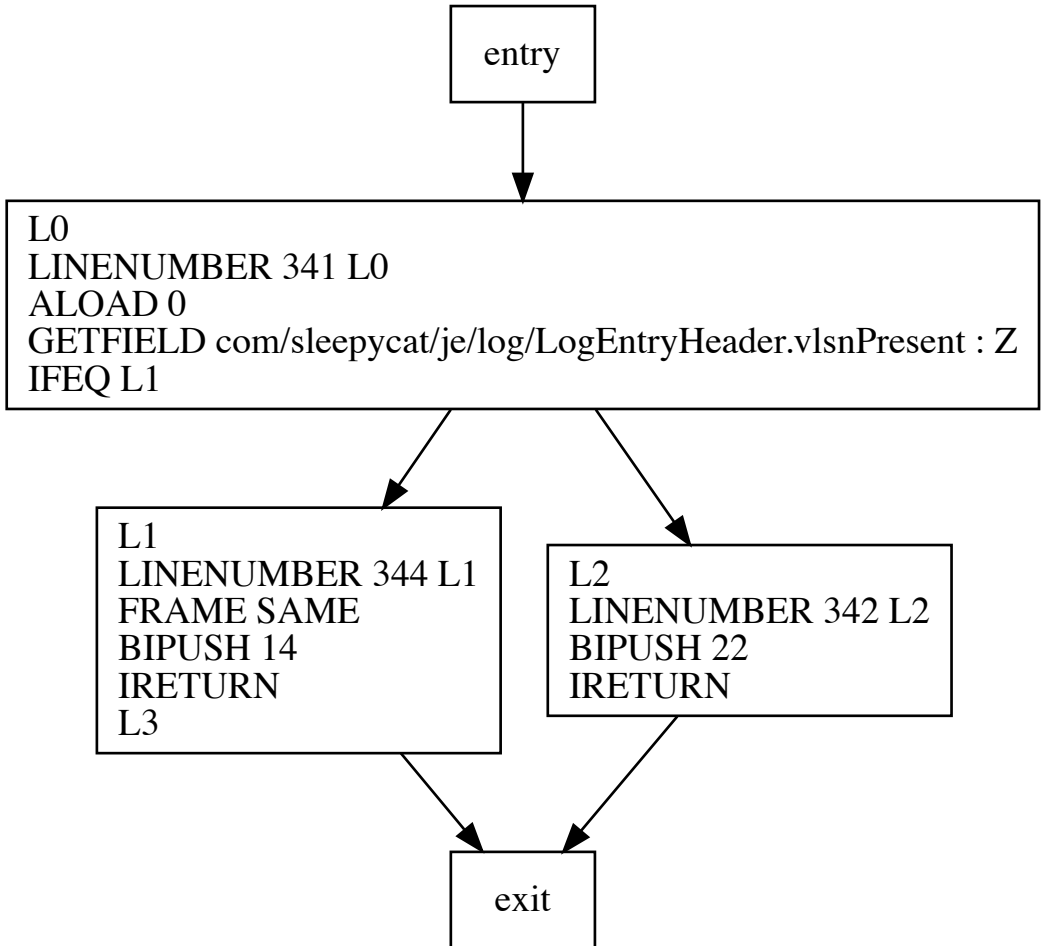 entry
L0
LINENUMBER 341 L0
ALOAD 0
GETFIELD com/sleepycat/je/log/LogEntryHeader.vlsnPresent : Z
IFEQ L1
L1
LINENUMBER 344 L1
FRAME SAME
BIPUSH 14
IRETURN
L3
L2
LINENUMBER 342 L2
BIPUSH 22
IRETURN
exit